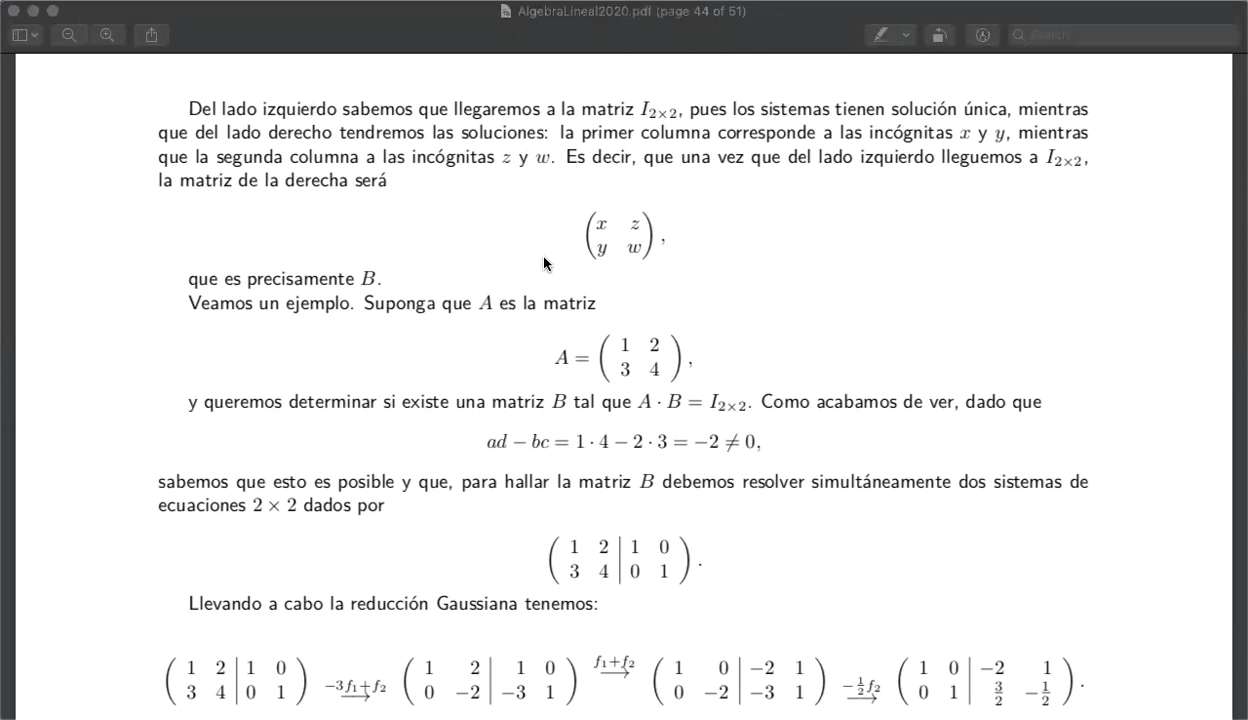 AlgebraLineal2020.pdf (page 44 of 51)
Search
Del lado izquierdo sabemos que llegaremos a la matriz I₂ₓ₂, pues los sistemas tienen solución única, mientras
que del lado derecho tendremos las soluciones: la primer columna corresponde a las incógnitas x y y, mientras
que la segunda columna a las incógnitas z y w. Es decir, que una vez que del lado izquierdo lleguemos a I₂ₓ₂,
la matriz de la derecha será
( x z
y w ) ,
que es precisamente B.
Veamos un ejemplo. Suponga que A es la matriz
A = ( 1 2
3 4 ) ,
y queremos determinar si existe una matriz B tal que A · B = I₂ₓ₂. Como acabamos de ver, dado que
ad − bc = 1 · 4 − 2 · 3 = −2 ≠ 0,
sabemos que esto es posible y que, para hallar la matriz B debemos resolver simultáneamente dos sistemas de
ecuaciones 2 × 2 dados por
( 1 2 | 1 0
3 4 | 0 1 ) .
Llevando a cabo la reducción Gaussiana tenemos:
( 1 2 | 1 0 ) ( 1 2 | 1 0 ) f₁+f₂ → ( 1 0 | −2 1 ) ( 1 0 | −2 1 )
( 3 4 | 0 1 ) −3f₁+f₂ → ( 0 −2 | −3 1 ) ( 0 −2 | −3 1 ) −½f₂ → ( 0 1 | 3/2 −1/2 ) .